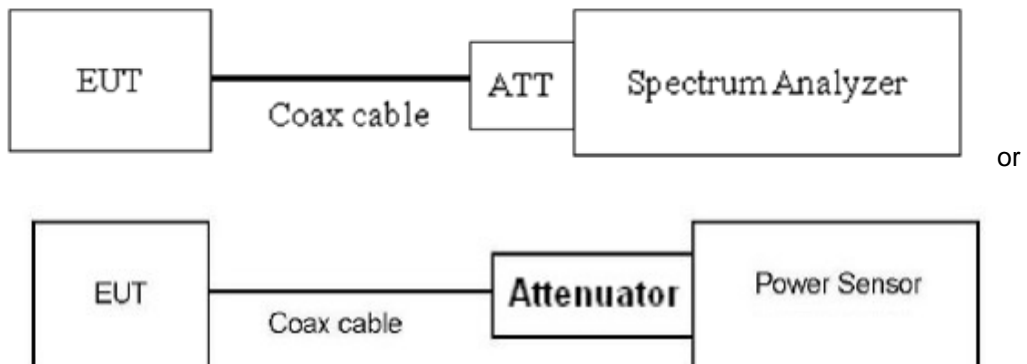 EUT
Coax cable
ATT
Spectrum Analyzer
or
EUT
Coax cable
Attenuator
Power Sensor